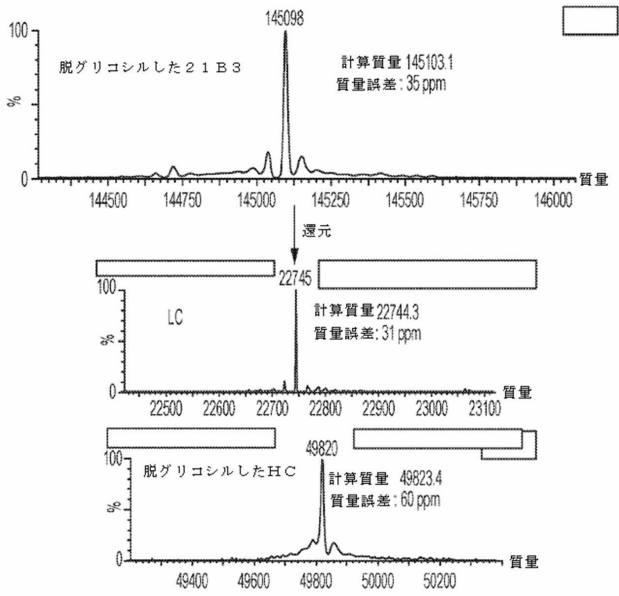 145098
100
脱グリコシルした21B3
計算質量 145103.1
質量誤差: 35 ppm
%
0
144500 144750 145000 145250 145500 145750 146000
質量
還元
22745
100
LC
計算質量 22744.3
質量誤差: 31 ppm
%
0
22500 22600 22700 22800 22900 23000 23100
質量
49820
100
脱グリコシルしたHC
計算質量 49823.4
質量誤差: 60 ppm
%
0
49400 49600 49800 50000 50200
質量